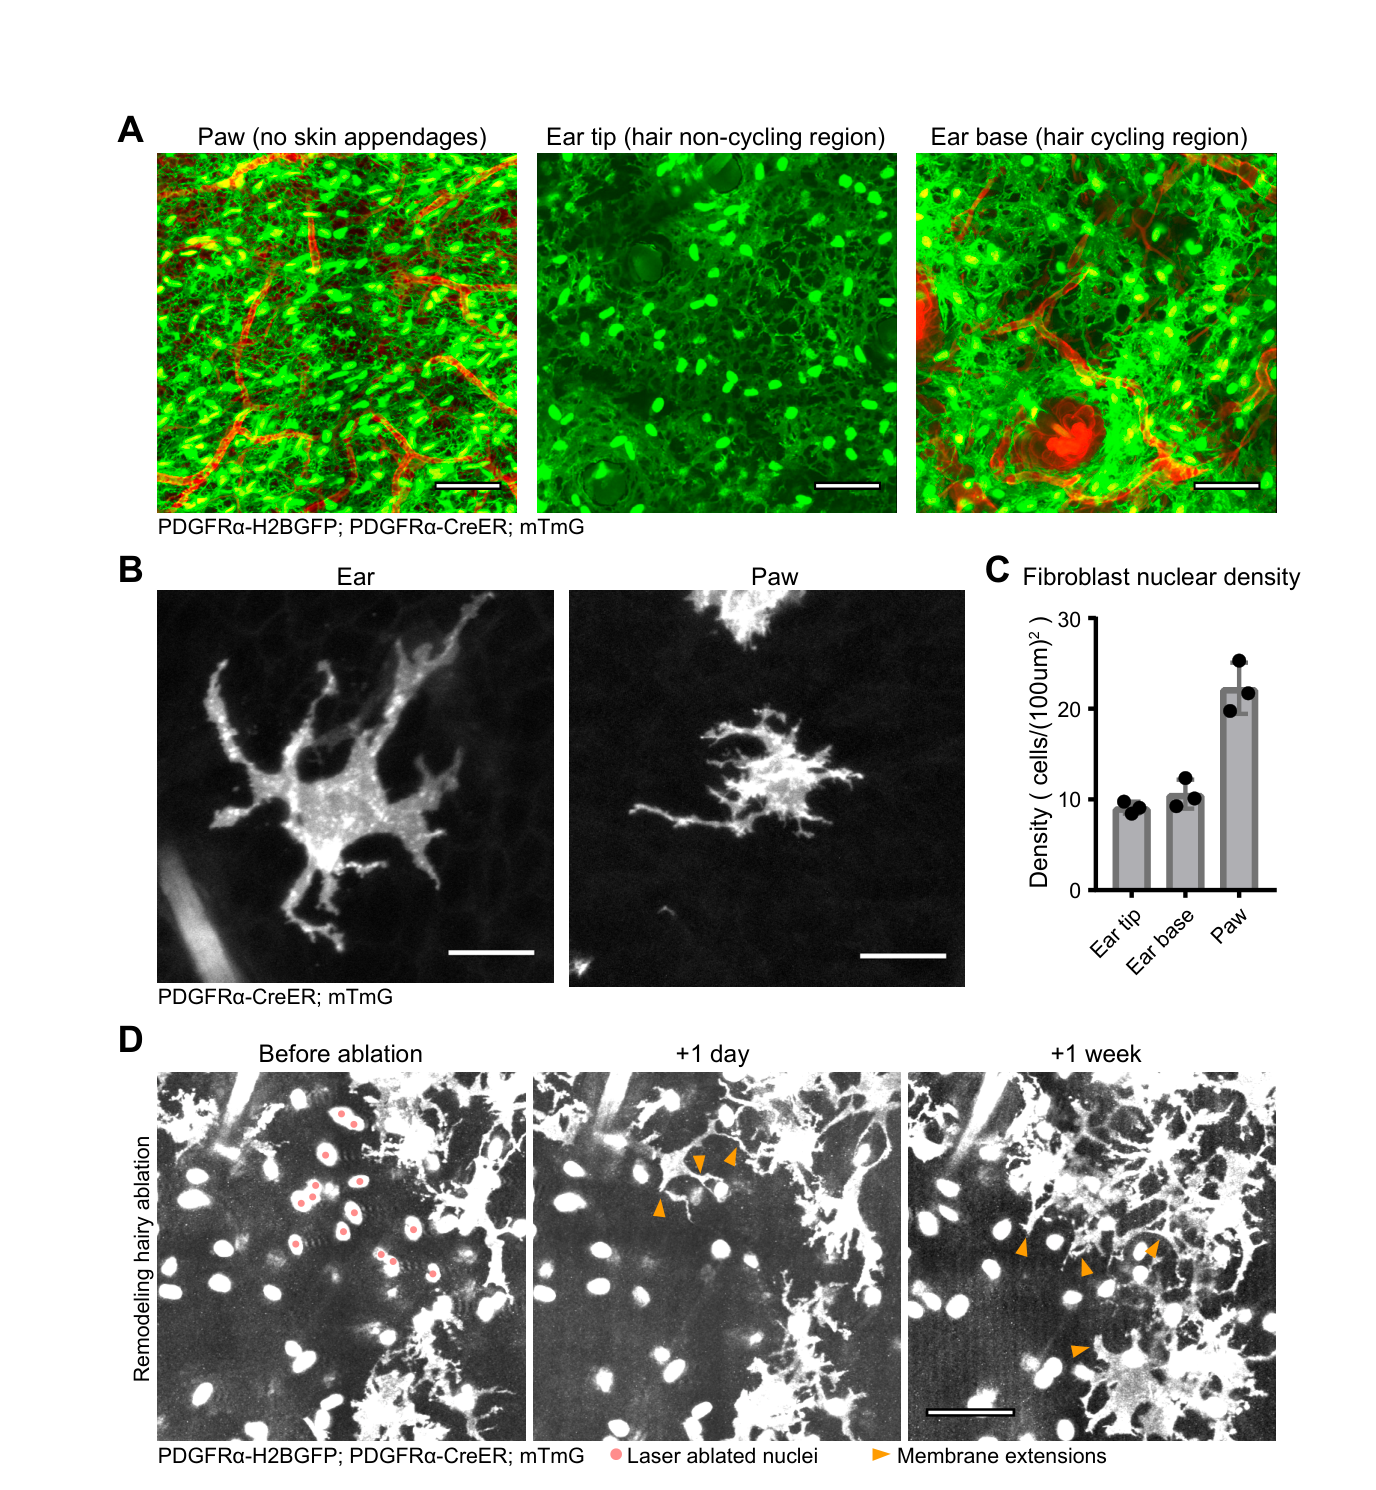 A
Paw (no skin appendages)
Ear tip (hair non-cycling region)
Ear base (hair cycling region)
PDGFRα-H2BGFP; PDGFRα-CreER; mTmG
B
Ear
Paw
PDGFRα-CreER; mTmG
C
Fibroblast nuclear density
Density ( cells/(100um)² )
30
20
10
0
Ear tip
Ear base
Paw
D
Before ablation
+1 day
+1 week
Remodeling hairy ablation
PDGFRα-H2BGFP; PDGFRα-CreER; mTmG
Laser ablated nuclei
Membrane extensions